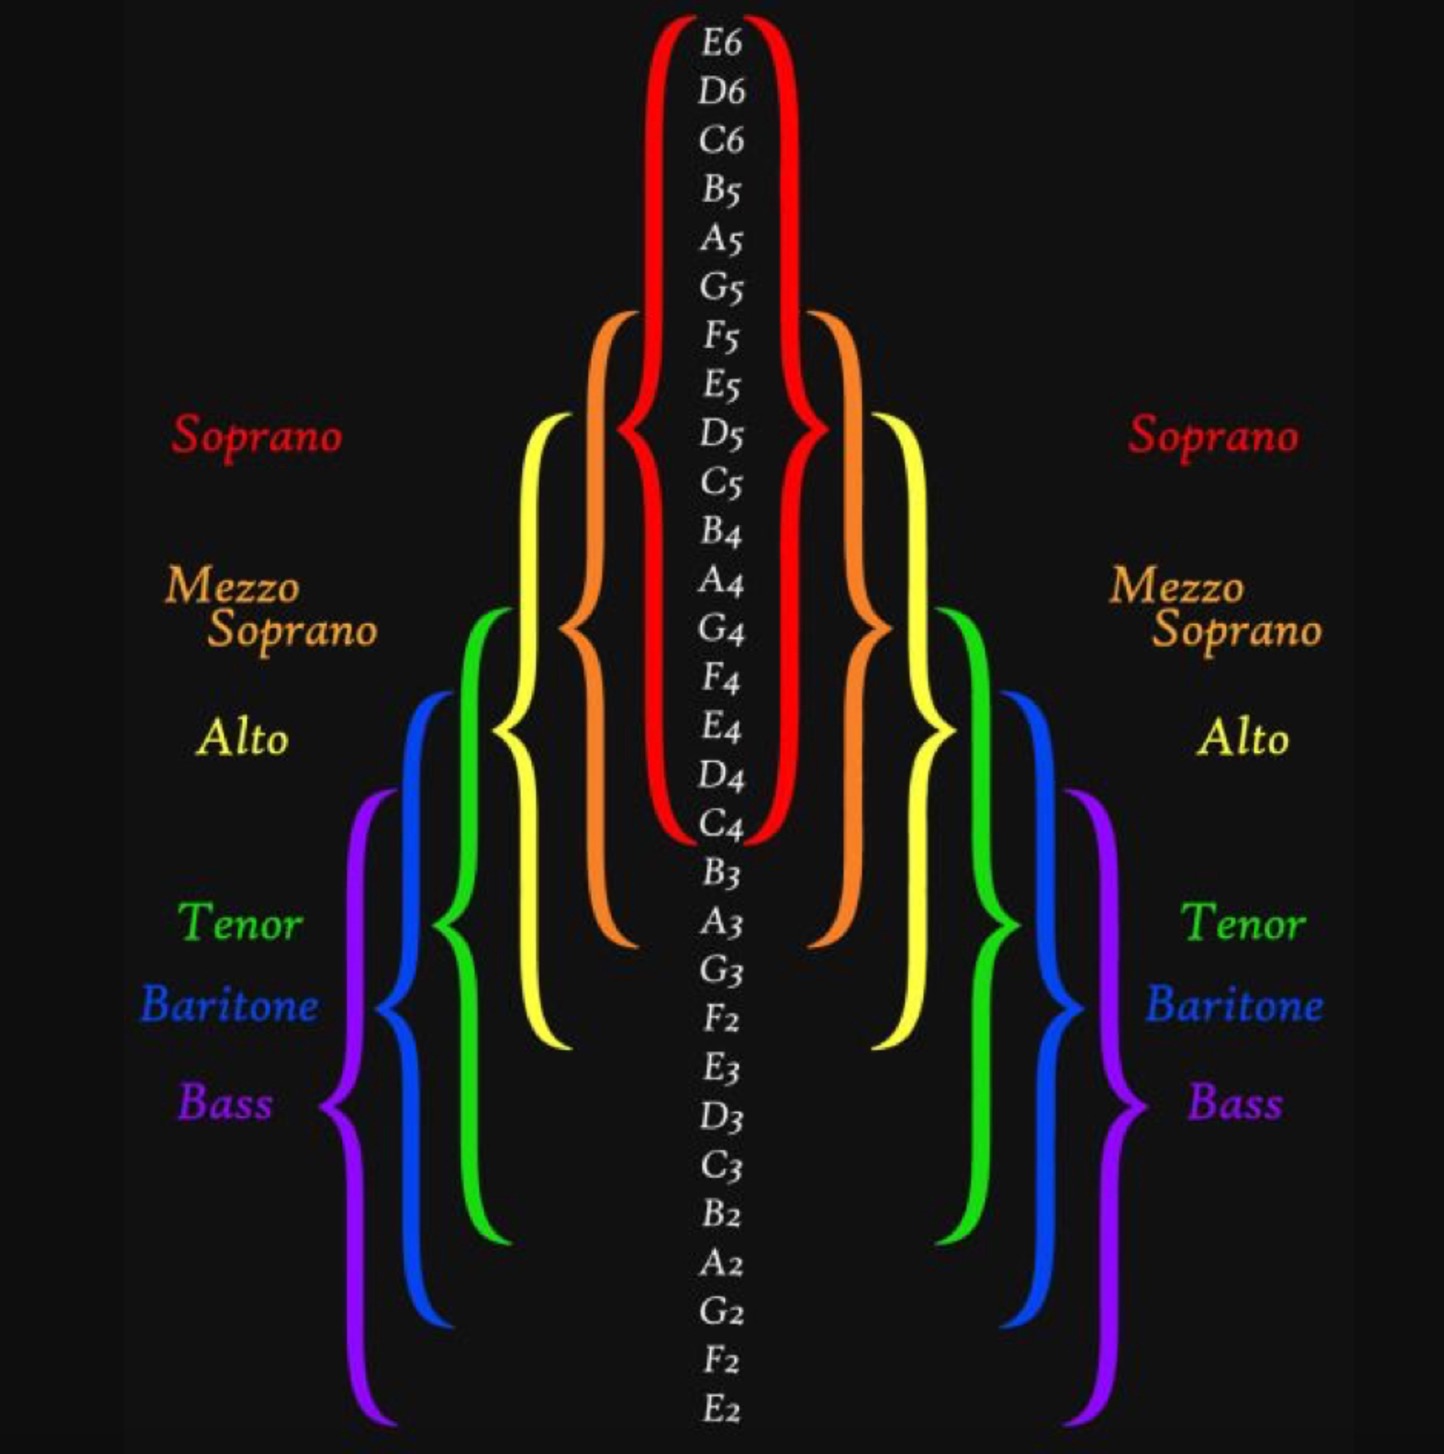 E6
D6
C6
B5
A5
G5
F5
E5
Soprano D5 Soprano
C5
B4
Mezzo A4 Mezzo
Soprano G4 Soprano
F4
Alto E4 Alto
D4
C4
B3
Tenor A3 Tenor
G3
Baritone F2 Baritone
E3
Bass D3 Bass
C3
B2
A2
G2
F2
E2